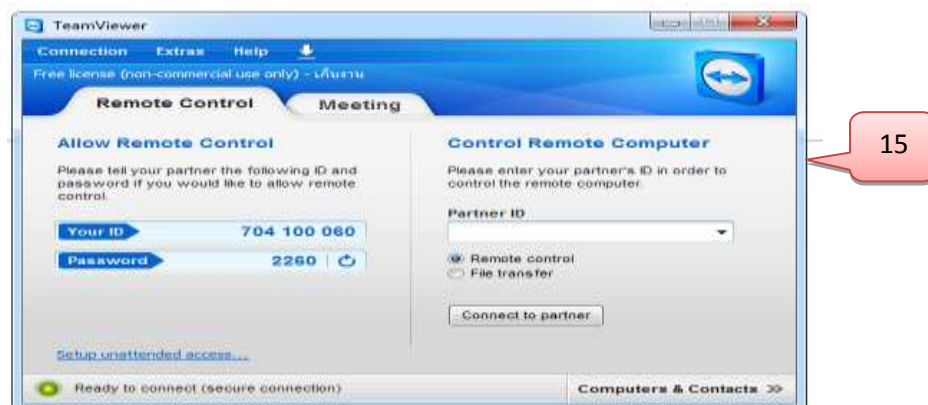 TeamViewer
Connection Extras Help
Free license (non-commercial use only) - เก็บงาน
Remote Control Meeting
Allow Remote Control
Please tell your partner the following ID and
password if you would like to allow remote
control.
Your ID 704 100 060
Password 2260
Setup unattended access...
Control Remote Computer
Please enter your partner's ID in order to
control the remote computer.
Partner ID
Remote control
File transfer
Connect to partner
Ready to connect (secure connection)
Computers & Contacts >>
15